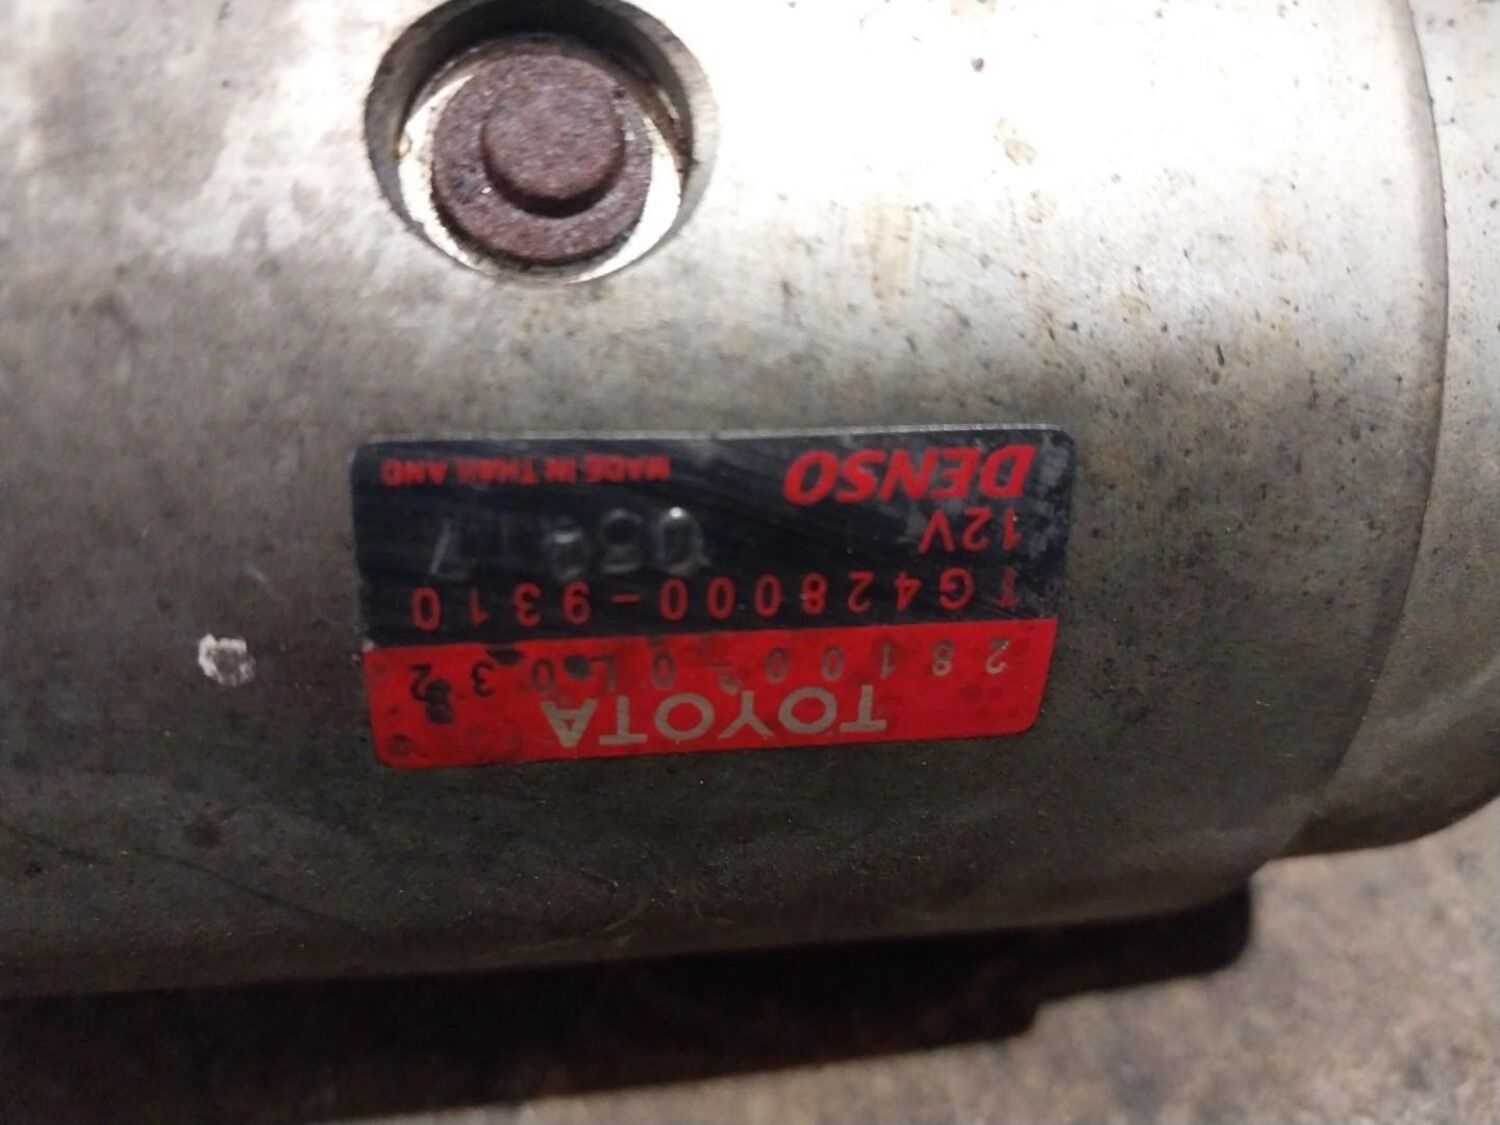 TOYOTA
28100-0L032
TG428000-9310
12V
DENSO MADE IN THAILAND